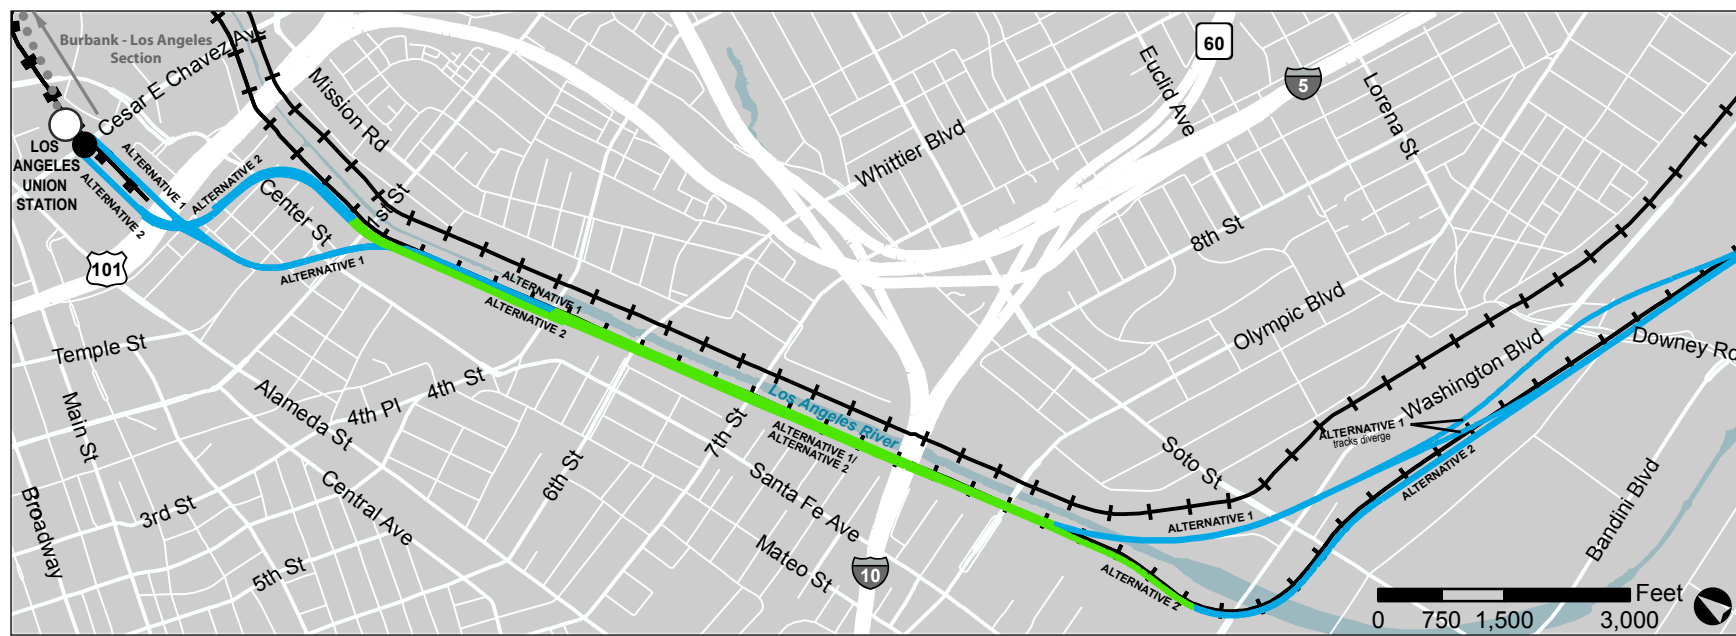 Burbank - Los Angeles
Section
Cesar E Chavez Ave
Mission Rd
LOS
ANGELES
UNION
STATION
ALTERNATIVE 1
ALTERNATIVE 2
ALTERNATIVE 2
Center St
1st St
101
ALTERNATIVE 1
ALTERNATIVE 1
ALTERNATIVE 2
Whittier Blvd
Euclid Ave
60
5
Lorena St
8th St
Olympic Blvd
Washington Blvd
Downey Rd
Temple St
Main St
Alameda St
4th Pl
4th St
Broadway
3rd St
Central Ave
5th St
6th St
7th St
Los Angeles River
ALTERNATIVE 1/
ALTERNATIVE 2
Santa Fe Ave
Mateo St
10
Soto St
ALTERNATIVE 1
tracks diverge
ALTERNATIVE 2
ALTERNATIVE 1
ALTERNATIVE 2
Bandini Blvd
Feet
0 750 1,500 3,000